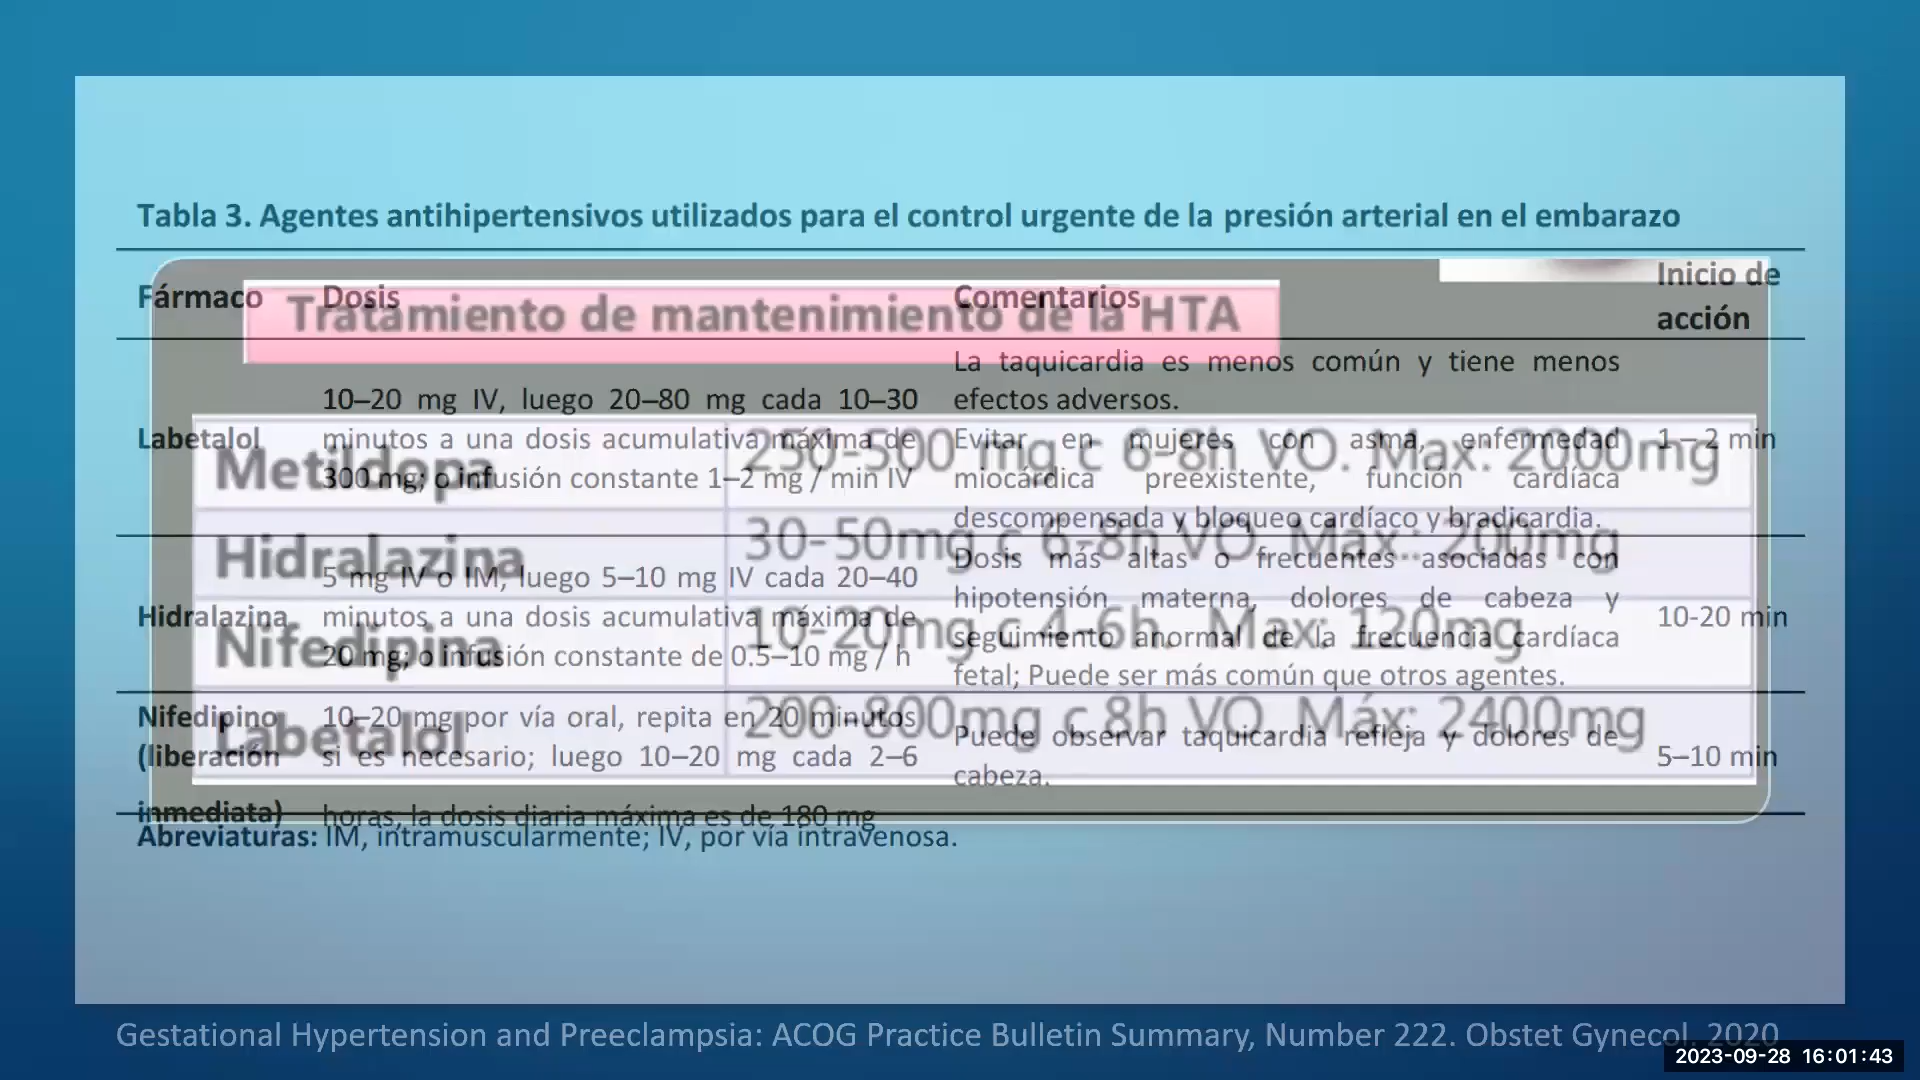 Tabla 3. Agentes antihipertensivos utilizados para el control urgente de la presión arterial en el embarazo
Fármaco Dosis Comentarios Inicio de acción
Labetalol
10–20 mg IV, luego 20–80 mg cada 10–30
minutos a una dosis acumulativa máxima de
300 mg; o infusión constante 1–2 mg / min IV
La taquicardia es menos común y tiene menos
efectos adversos.
Evitar en mujeres con asma, enfermedad
miocárdica preexistente, función cardíaca
descompensada y bloqueo cardíaco y bradicardia.
1 – 2 min
Hidralazina
5 mg IV o IM, luego 5–10 mg IV cada 20–40
minutos a una dosis acumulativa máxima de
20 mg; o infusión constante de 0.5–10 mg / h
Dosis más altas o frecuentes asociadas con
hipotensión materna, dolores de cabeza y
seguimiento anormal de la frecuencia cardíaca
fetal; Puede ser más común que otros agentes.
10-20 min
Nifedipino
(liberación
inmediata)
10–20 mg por vía oral, repita en 20 minutos
si es necesario; luego 10–20 mg cada 2–6
horas; la dosis diaria máxima es de 180 mg
Puede observar taquicardia refleja y dolores de
cabeza.
5–10 min
Abreviaturas: IM, intramuscularmente; IV, por vía intravenosa.
Tratamiento de mantenimiento de la HTA
Metildopa 250-500 mg c 6-8h VO. Max. 2000mg
Hidralazina 30-50mg c 6-8h VO. Máx.: 200mg
Nifedipina 10-20mg c 4-6h. Max: 120mg
Labetalol 200-800mg c 8h VO. Máx: 2400mg
Gestational Hypertension and Preeclampsia: ACOG Practice Bulletin Summary, Number 222. Obstet Gynecol. 2020
2023-09-28 16:01:43